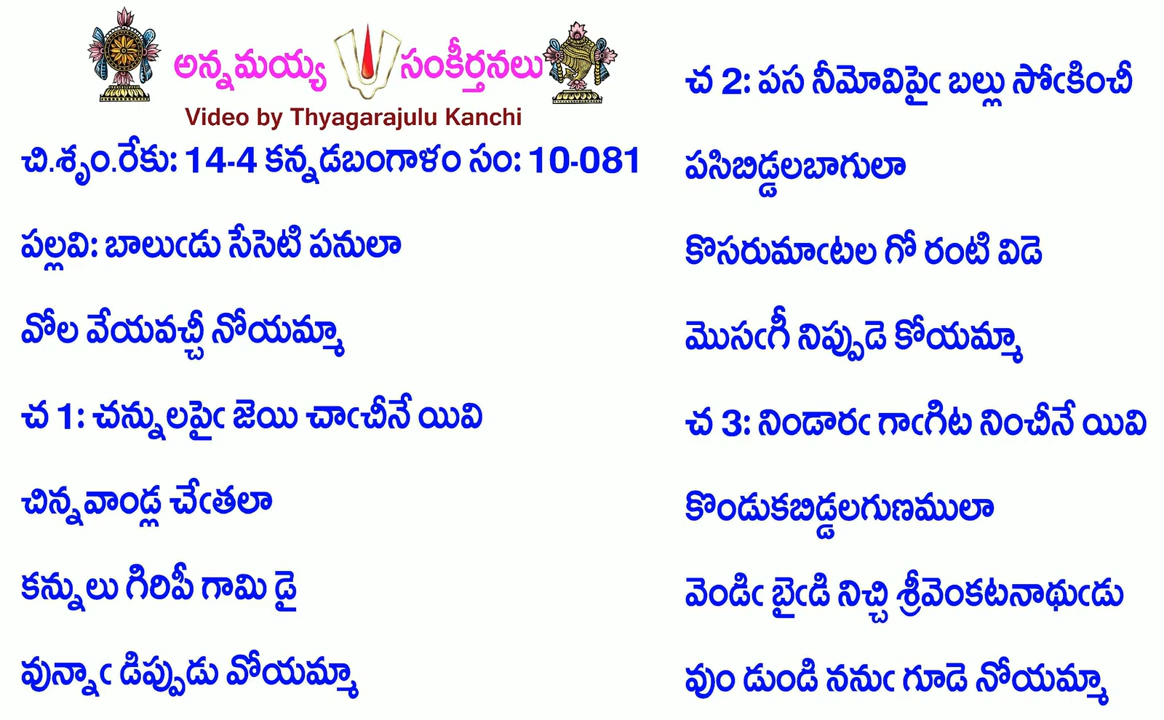 అన్నమయ్య సంకీర్తనలు
Video by Thyagarajulu Kanchi
చి.శృం.రేకు: 14-4 కన్నడబంగాళం సం: 10-081
పల్లవి: బాలుఁడు సేసెటి పనులా
వోల వేయవచ్చీ నోయమ్మా
చ 1: చన్నులపైఁ జెయి చాఁచీనే యివి
చిన్నవాండ్ల చేఁతలా
కన్నులు గిరిపీ గామి డై
వున్నాఁ డిప్పుడు వోయమ్మా
చ 2: పస నీమోవిపైఁ బల్లు సోఁకించీ
పసిబిడ్డలబాగులా
కొసరుమాఁటల గో రంటి విడె
మొసఁగీ నిప్పుడె కోయమ్మా
చ 3: నిండారఁ గాఁగిట నించీనే యివి
కొండుకబిడ్డలగుణములా
వెండిఁ బైఁడి నిచ్చి శ్రీవెంకటనాథుఁడు
వుం డుండి ననుఁ గూడె నోయమ్మా